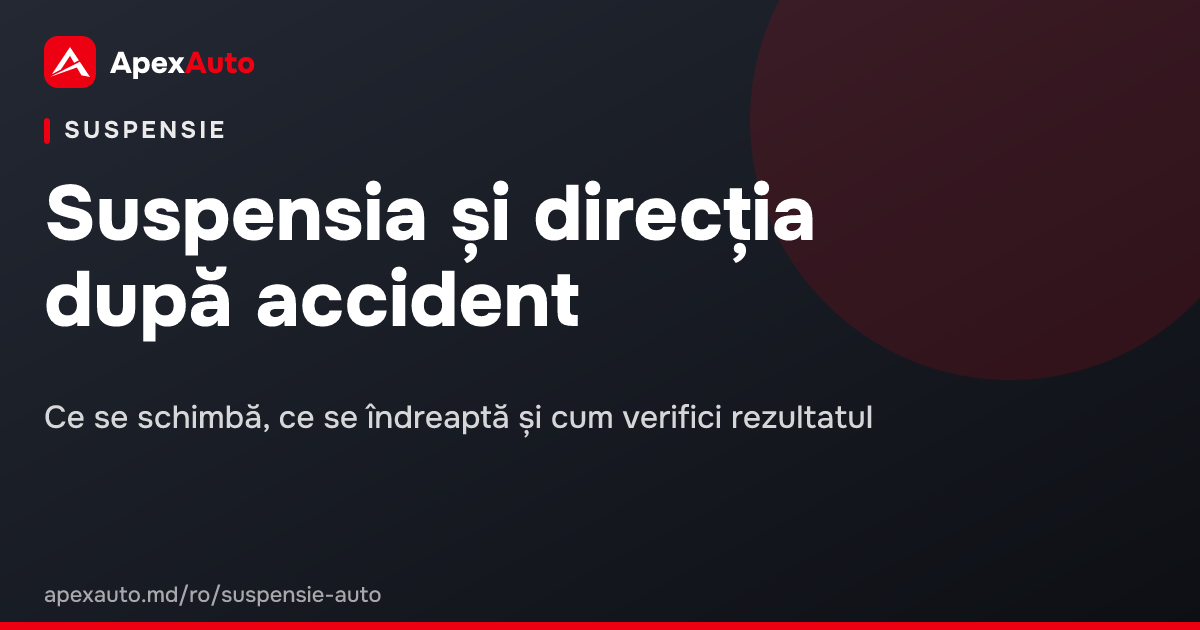 ApexAuto
SUSPENSIE
Suspensia și direcția
după accident
Ce se schimbă, ce se îndreaptă și cum verifici rezultatul
apexauto.md/ro/suspensie-auto